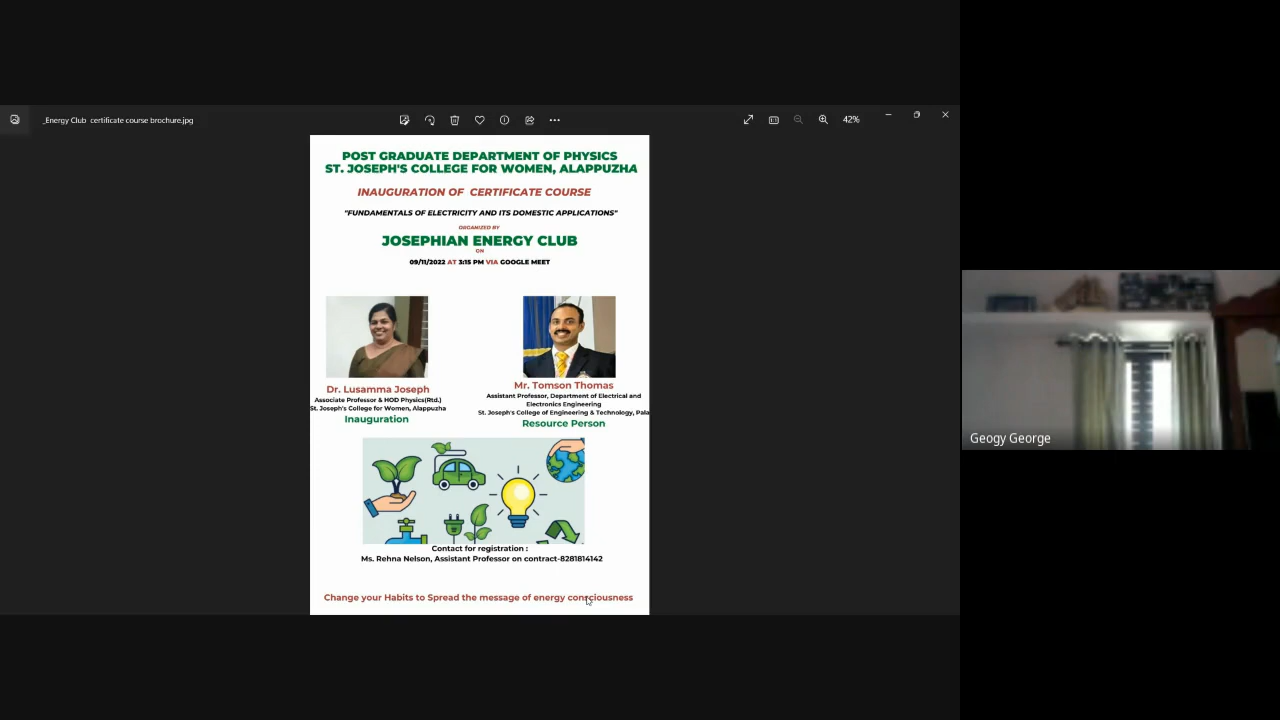 _Energy Club  certificate course brochure.jpg
42%
POST GRADUATE DEPARTMENT OF PHYSICS
ST. JOSEPH'S COLLEGE FOR WOMEN, ALAPPUZHA
INAUGURATION OF  CERTIFICATE COURSE
"FUNDAMENTALS OF ELECTRICITY AND ITS DOMESTIC APPLICATIONS"
ORGANIZED BY
JOSEPHIAN ENERGY CLUB
ON
09/11/2022 AT 3:15 PM VIA GOOGLE MEET
Dr. Lusamma Joseph
Associate Professor & HOD Physics(Rtd.)
St. Joseph's College for Women, Alappuzha
Inauguration
Mr. Tomson Thomas
Assistant Professor, Department of Electrical and
Electronics Engineering
St. Joseph's College of Engineering & Technology, Pala
Resource Person
Contact for registration :
Ms. Rehna Nelson, Assistant Professor on contract-8281814142
Change your Habits to Spread the message of energy consciousness
Geogy George